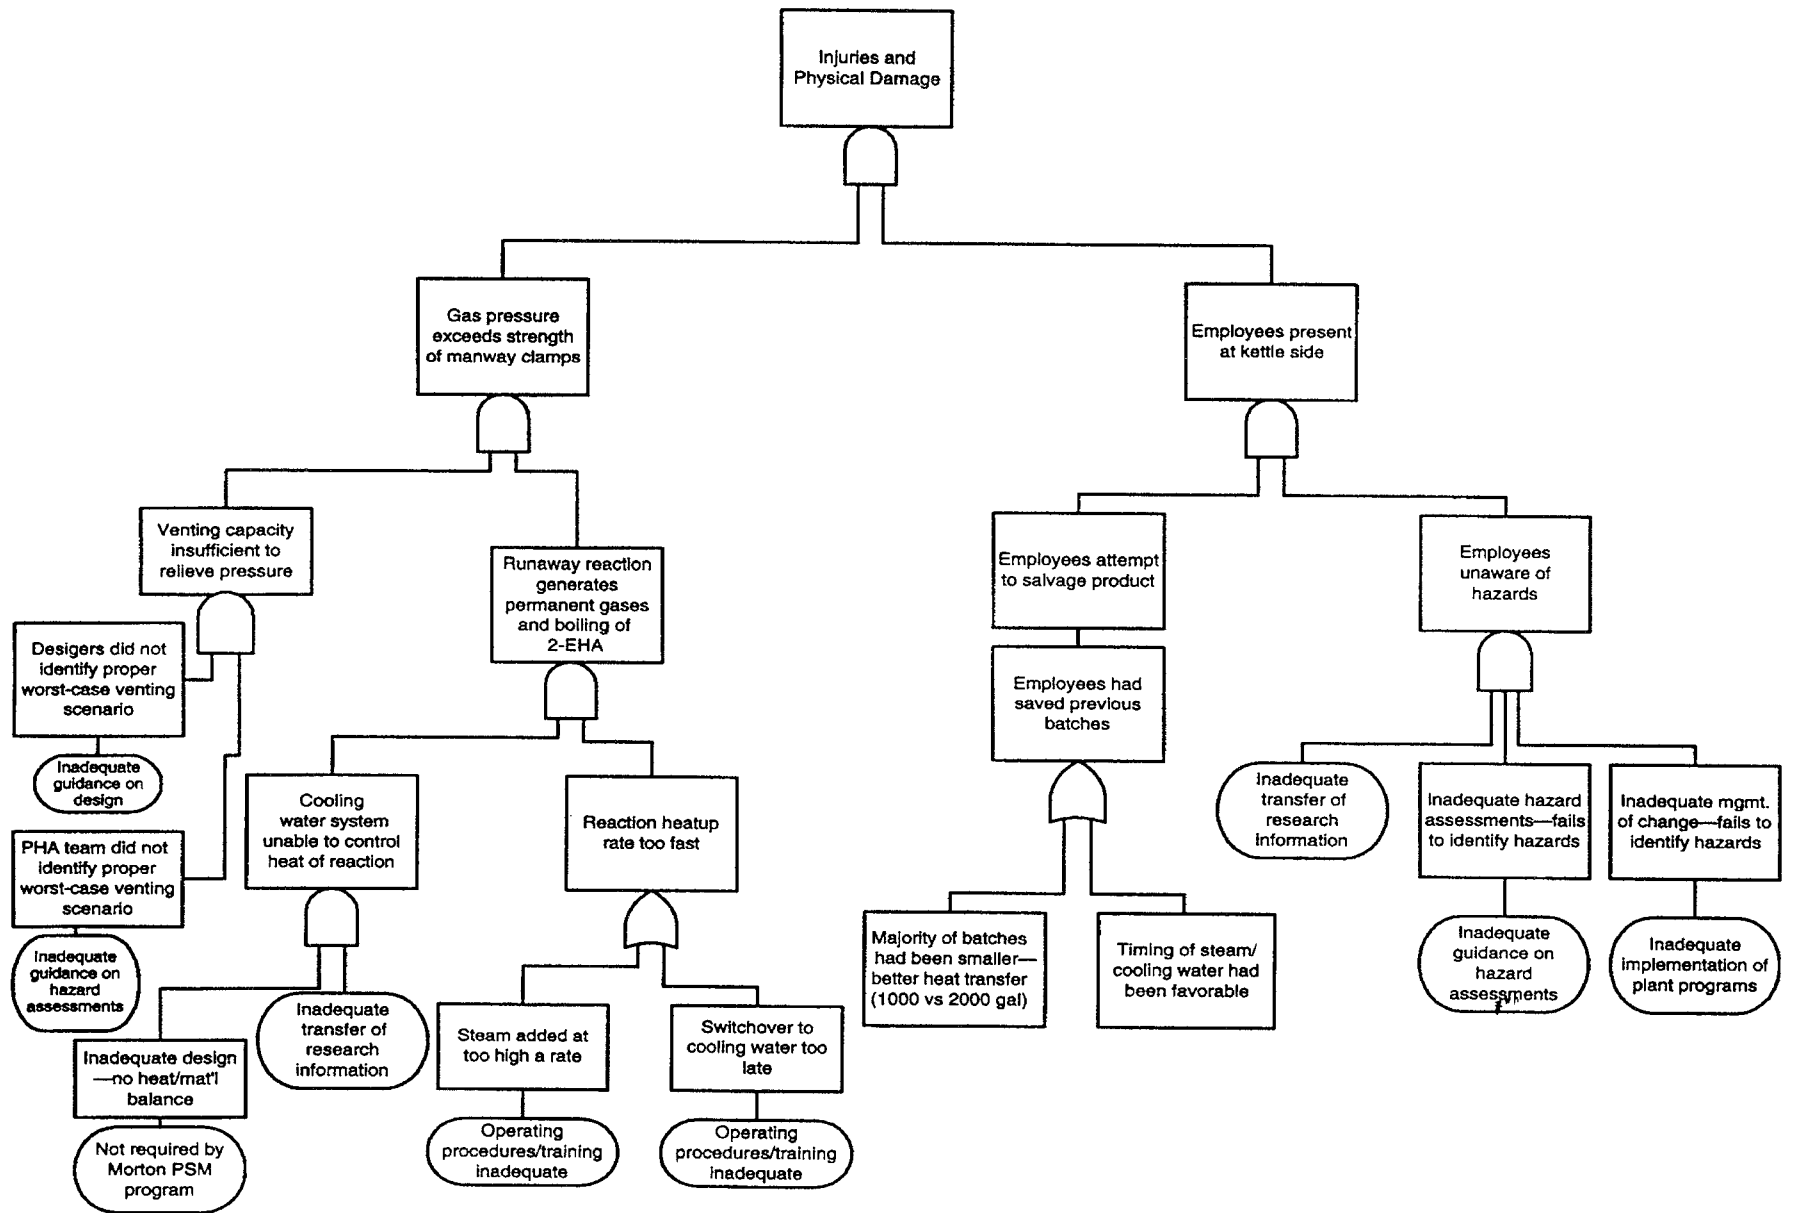 Injuries and
Physical Damage
Gas pressure
exceeds strength
of manway clamps
Employees present
at kettle side
Venting capacity
insufficient to
relieve pressure
Runaway reaction
generates
permanent gases
and boiling of
2-EHA
Employees attempt
to salvage product
Employees
unaware of
hazards
Desigers did not
identify proper
worst-case venting
scenario
Inadequate
guidance on
design
PHA team did not
identify proper
worst-case venting
scenario
Inadequate
guidance on
hazard
assessments
Cooling
water system
unable to control
heat of reaction
Reaction heatup
rate too fast
Employees had
saved previous
batches
Inadequate
transfer of
research
information
Inadequate hazard
assessments—fails
to identify hazards
Inadequate mgmt.
of change—fails to
identify hazards
Inadequate design
—no heat/mat'l
balance
Not required by
Morton PSM
program
Inadequate
transfer of
research
information
Steam added at
too high a rate
Operating
procedures/training
inadequate
Switchover to
cooling water too
late
Operating
procedures/training
inadequate
Majority of batches
had been smaller—
better heat transfer
(1000 vs 2000 gal)
Timing of steam/
cooling water had
been favorable
Inadequate
guidance on
hazard
assessments
Inadequate
implementation of
plant programs